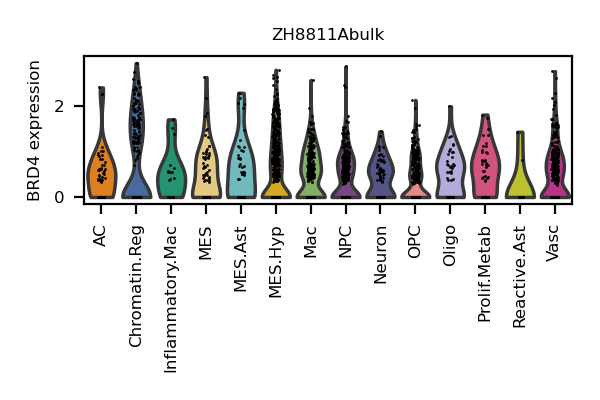 ZH8811Abulk
BRD4 expression
2
0
AC
Chromatin.Reg
Inflammatory.Mac
MES
MES.Ast
MES.Hyp
Mac
NPC
Neuron
OPC
Oligo
Prolif.Metab
Reactive.Ast
Vasc